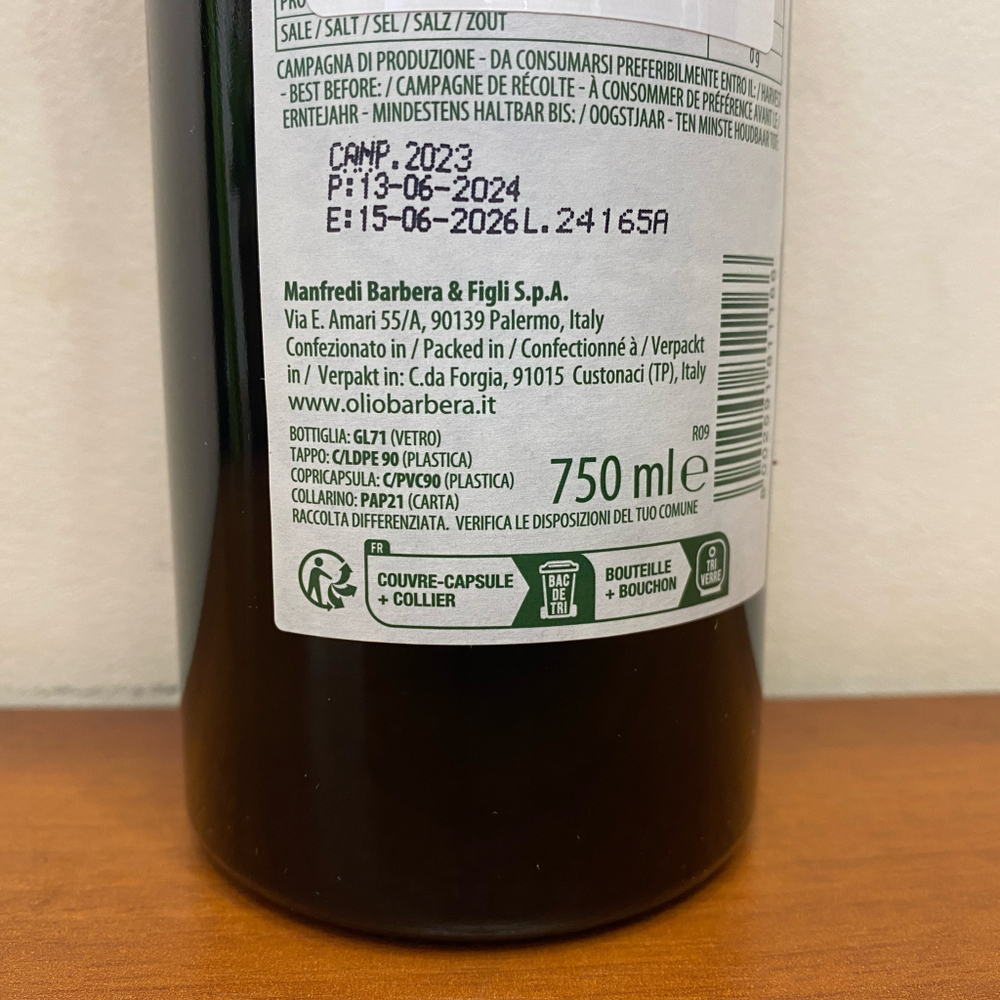 PRO
SALE / SALT / SEL / SALZ / ZOUT
0 g
CAMPAGNA DI PRODUZIONE - DA CONSUMARSI PREFERIBILMENTE ENTRO IL: / HARVEST
- BEST BEFORE: / CAMPAGNE DE RÉCOLTE - À CONSOMMER DE PRÉFÉRENCE AVANT LE: /
ERNTEJAHR - MINDESTENS HALTBAR BIS: / OOGSTJAAR - TEN MINSTE HOUDBAAR TOT:
CAMP.2023
P:13-06-2024
E:15-06-2026 L.24165A
Manfredi Barbera & Figli S.p.A.
Via E. Amari 55/A, 90139 Palermo, Italy
Confezionato in / Packed in / Confectionné à / Verpackt
in / Verpakt in: C.da Forgia, 91015 Custonaci (TP), Italy
www.oliobarbera.it
BOTTIGLIA: GL71 (VETRO)
TAPPO: C/LDPE 90 (PLASTICA)
COPRICAPSULA: C/PVC90 (PLASTICA)
COLLARINO: PAP21 (CARTA)
RACCOLTA DIFFERENZIATA. VERIFICA LE DISPOSIZIONI DEL TUO COMUNE
R09
750 ml e
FR
COUVRE-CAPSULE
+ COLLIER
BAC
DE
TRI
BOUTEILLE
+ BOUCHON
TRI
VERRE